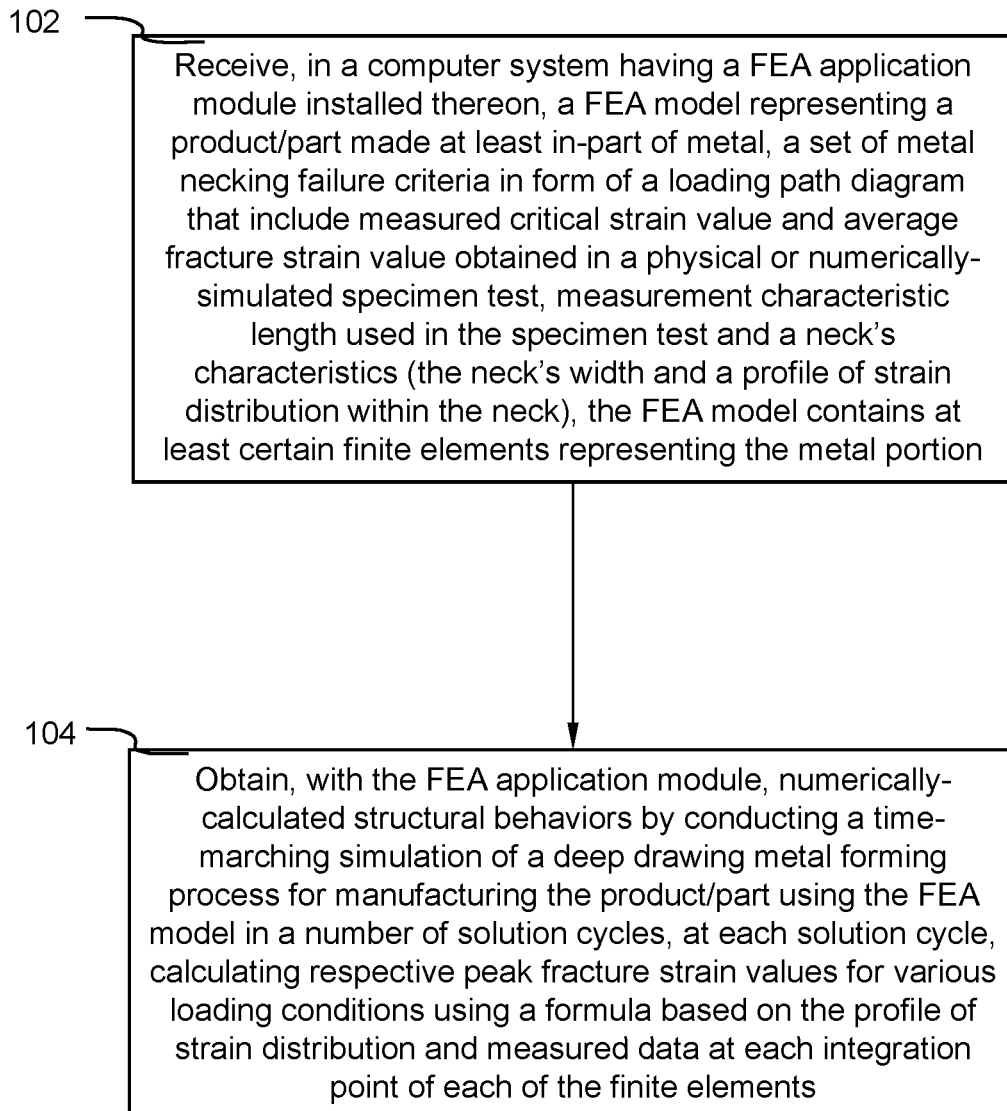 102
Receive, in a computer system having a FEA application
module installed thereon, a FEA model representing a
product/part made at least in-part of metal, a set of metal
necking failure criteria in form of a loading path diagram
that include measured critical strain value and average
fracture strain value obtained in a physical or numerically-
simulated specimen test, measurement characteristic
length used in the specimen test and a neck's
characteristics (the neck's width and a profile of strain
distribution within the neck), the FEA model contains at
least certain finite elements representing the metal portion
104
Obtain, with the FEA application module, numerically-
calculated structural behaviors by conducting a time-
marching simulation of a deep drawing metal forming
process for manufacturing the product/part using the FEA
model in a number of solution cycles, at each solution cycle,
calculating respective peak fracture strain values for various
loading conditions using a formula based on the profile of
strain distribution and measured data at each integration
point of each of the finite elements